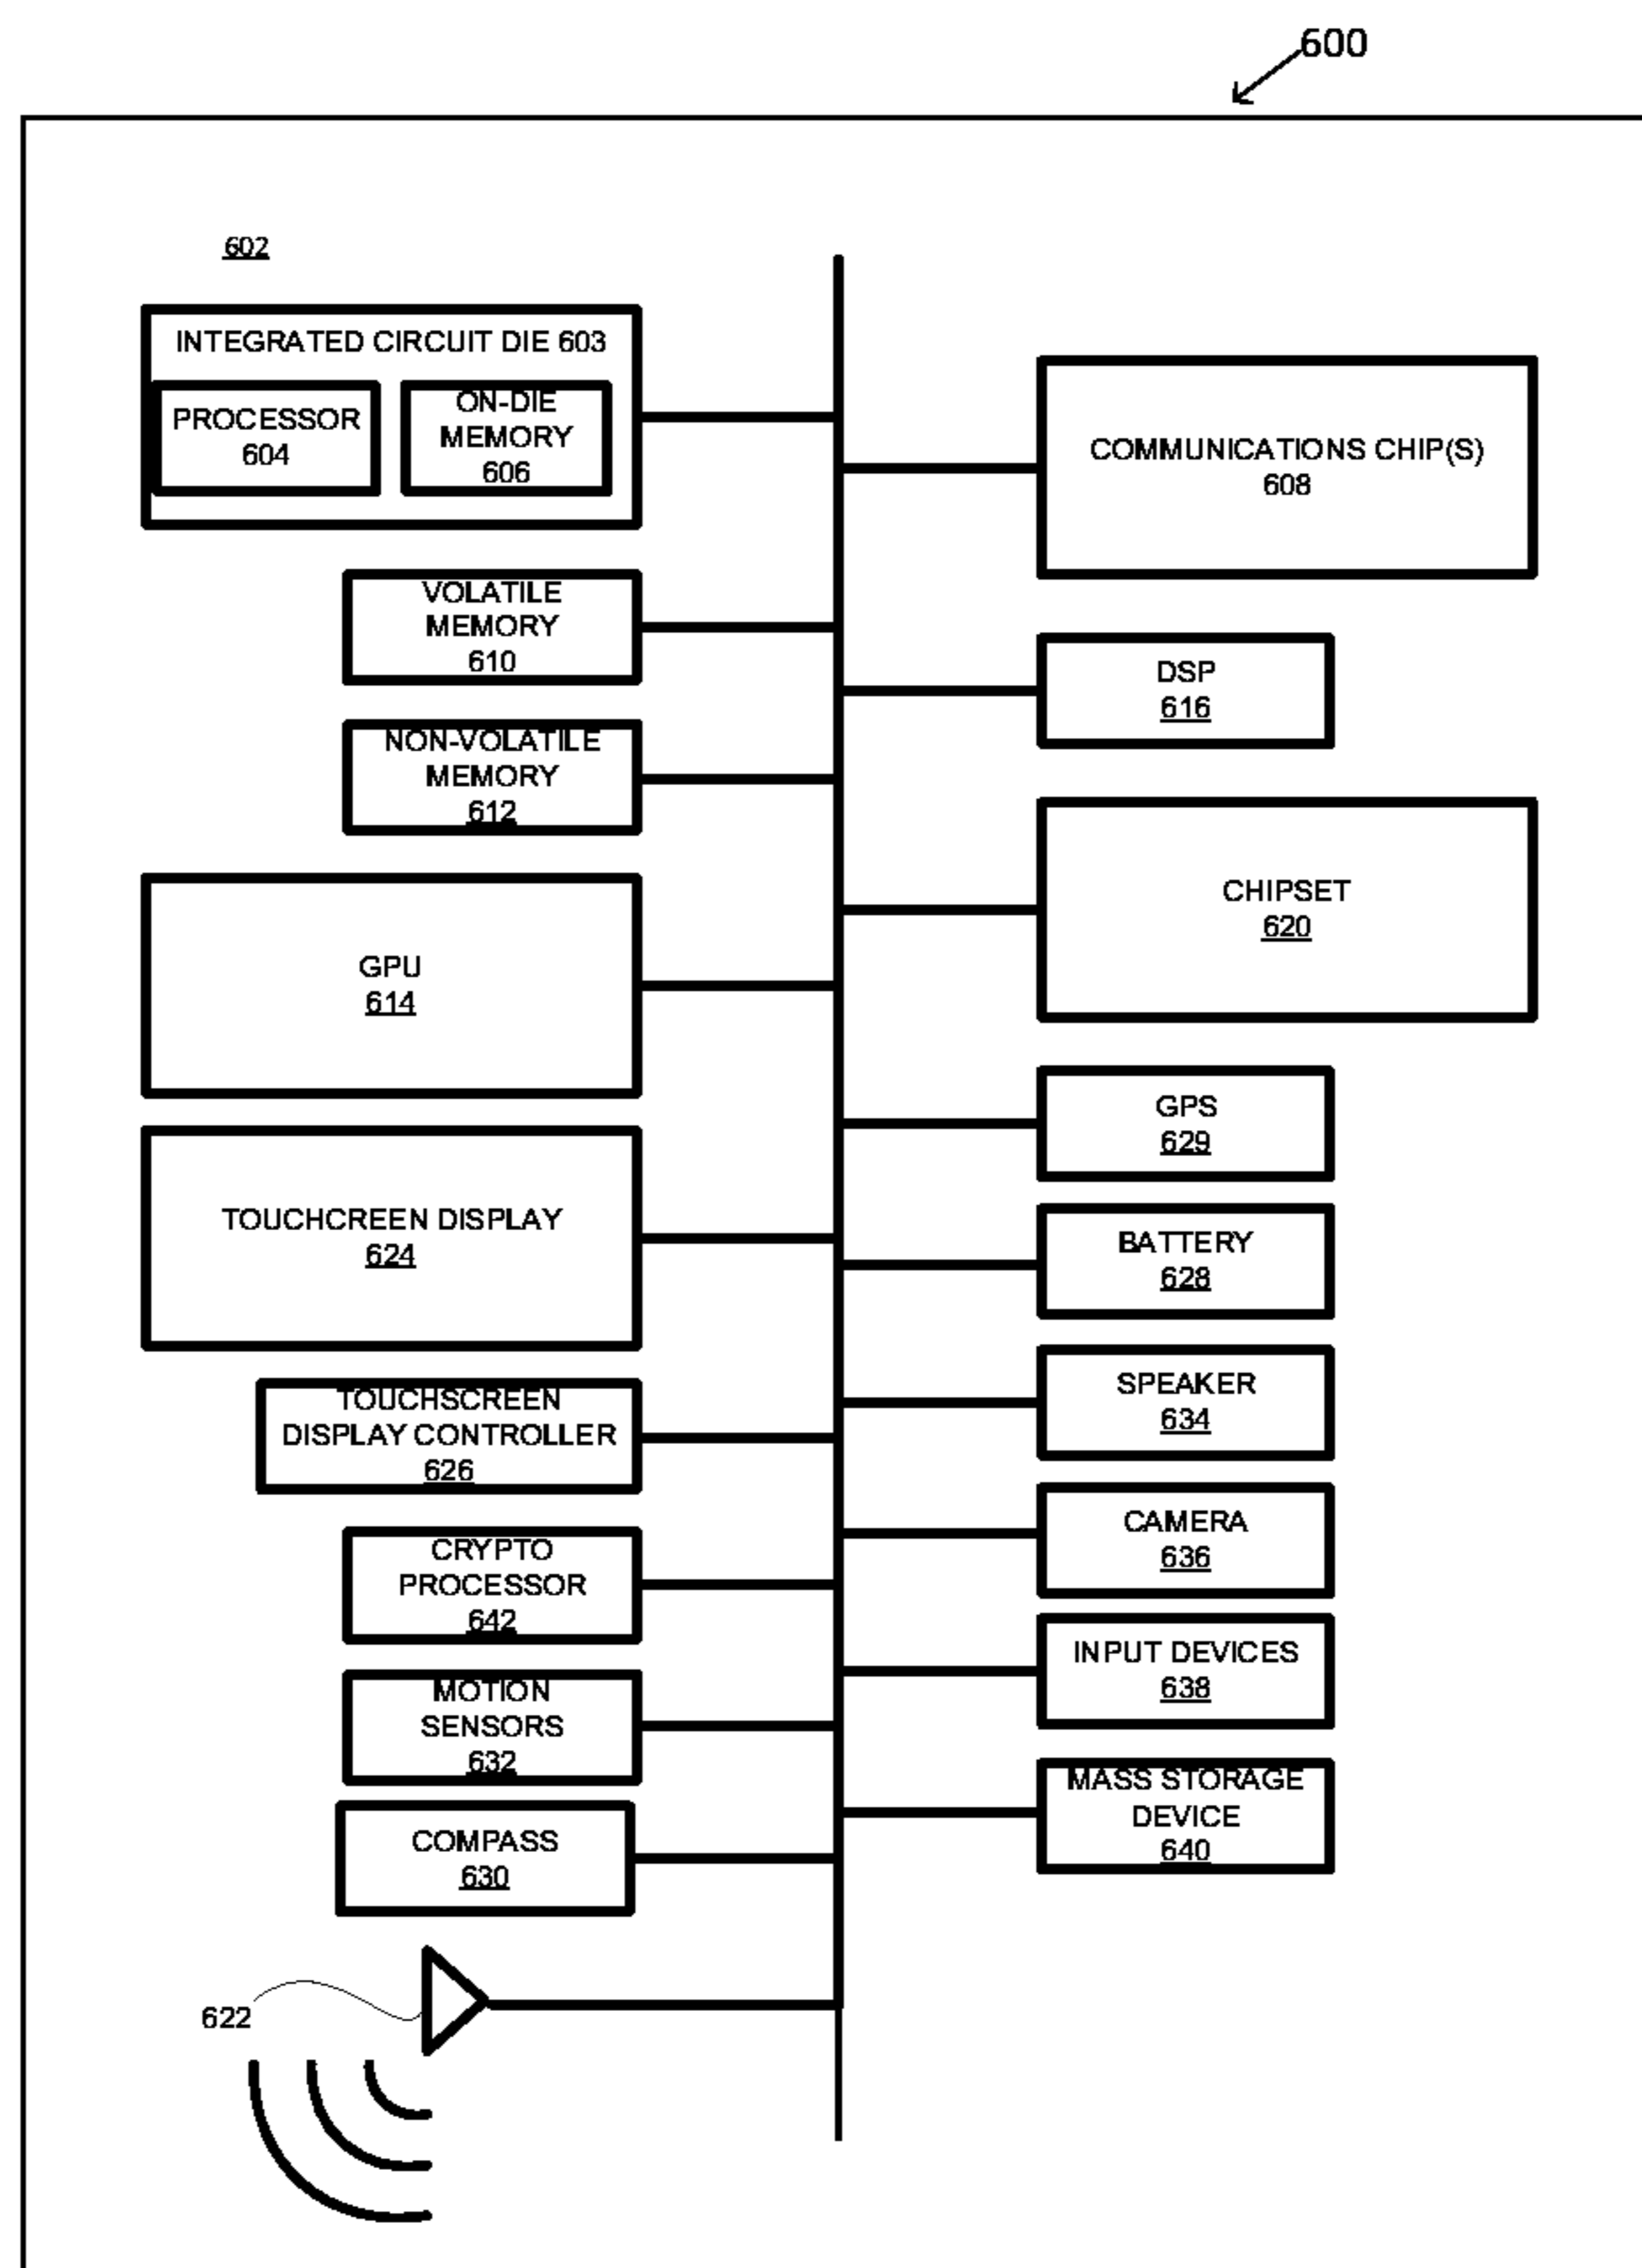 600
602
INTEGRATED CIRCUIT DIE 603
PROCESSOR
604
ON-DIE
MEMORY
606
VOLATILE
MEMORY
610
NON-VOLATILE
MEMORY
612
GPU
614
TOUCHCREEN DISPLAY
624
TOUCHSCREEN
DISPLAY CONTROLLER
626
CRYPTO
PROCESSOR
642
MOTION
SENSORS
632
COMPASS
630
622
COMMUNICATIONS CHIP(S)
608
DSP
616
CHIPSET
620
GPS
629
BATTERY
628
SPEAKER
634
CAMERA
636
INPUT DEVICES
638
MASS STORAGE
DEVICE
640